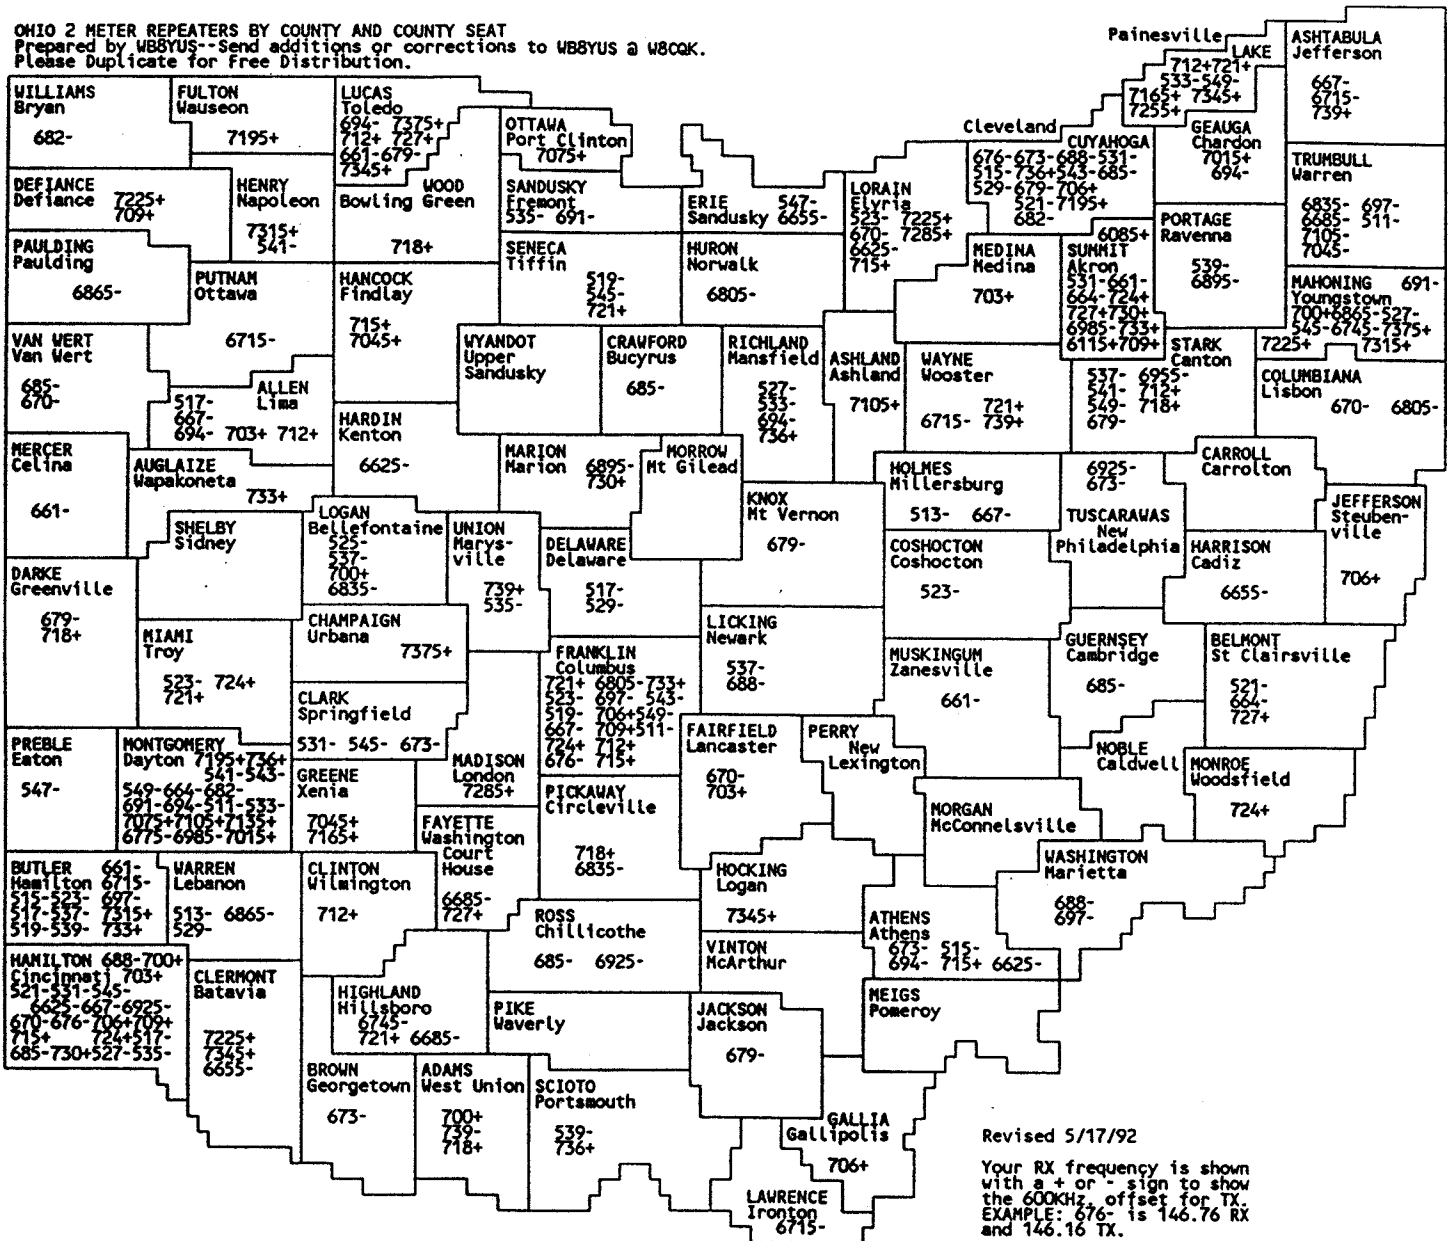 OHIO 2 METER REPEATERS BY COUNTY AND COUNTY SEAT
Prepared by WB8YUS--Send additions or corrections to WB8YUS @ W8CQK.
Please Duplicate for Free Distribution.
WILLIAMS
Bryan
682-
FULTON
Wauseon
7195+
LUCAS
Toledo
694- 7375+
712+ 727+
661-679-
7345+
OTTAWA
Port Clinton
7075+
Painesville
LAKE
712+721+
533-549-
7165+ 7345+
7255+
ASHTABULA
Jefferson
667-
6715-
739+
DEFIANCE
Defiance 7225+
709+
HENRY
Napoleon
7315+
541-
WOOD
Bowling Green
718+
SANDUSKY
Fremont
535- 691-
ERIE 547-
Sandusky 6655-
LORAIN
Elyria
523- 7225+
670- 7285+
6625-
715+
Cleveland
CUYAHOGA
676-673-688-531-
515-736+543-685-
529-679-706+
521-7195+
682-
GEAUGA
Chardon
7015+
694-
TRUMBULL
Warren
6835- 697-
6685- 511-
7105-
7045-
PAULDING
Paulding
6865-
PUTNAM
Ottawa
6715-
HANCOCK
Findlay
715+
7045+
SENECA
Tiffin
519-
545-
721+
HURON
Norwalk
6805-
MEDINA
Medina
703+
6085+
SUMMIT
Akron
531-661-
664-724+
727+730+
6985-733+
6115+709+
PORTAGE
Ravenna
539-
6895-
MAHONING 691-
Youngstown
700+6865-527-
545-6745-7375+
7225+ 7315+
VAN WERT
Van Wert
685-
670-
ALLEN
Lima
517-
667-
694- 703+ 712+
HARDIN
Kenton
6625-
WYANDOT
Upper
Sandusky
CRAWFORD
Bucyrus
685-
RICHLAND
Mansfield
527-
533-
694-
736+
ASHLAND
Ashland
7105+
WAYNE
Wooster
721+
6715- 739+
STARK
Canton
537- 6955-
541- 712+
549- 718+
679-
COLUMBIANA
Lisbon
670- 6805-
MERCER
Celina
661-
AUGLAIZE
Wapakoneta
733+
MARION
Marion 6895-
730+
MORROW
Mt Gilead
KNOX
Mt Vernon
679-
HOLMES
Millersburg
513- 667-
6925-
673-
TUSCARAWAS
New
Philadelphia
CARROLL
Carrolton
JEFFERSON
Steuben-
ville
706+
SHELBY
Sidney
LOGAN
Bellefontaine
525-
537-
700+
6835-
UNION
Marys-
ville
739+
535-
DELAWARE
Delaware
517-
529-
COSHOCTON
Coshocton
523-
HARRISON
Cadiz
6655-
DARKE
Greenville
679-
718+
MIAMI
Troy
523- 724+
721+
CHAMPAIGN
Urbana
7375+
LICKING
Newark
537-
688-
MUSKINGUM
Zanesville
661-
GUERNSEY
Cambridge
685-
BELMONT
St Clairsville
521-
664-
727+
CLARK
Springfield
531- 545- 673-
FRANKLIN
Columbus
721+ 6805-733+
523- 697- 543-
519- 706+549-
667- 709+511-
724+ 712+
676- 715+
PREBLE
Eaton
547-
MONTGOMERY
Dayton 7195+736+
541-543-
549-664-682-
691-694-511-533-
7075+7105+7135+
6775-6985-7015+
GREENE
Xenia
7045+
7165+
MADISON
London
7285+
FAIRFIELD
Lancaster
670-
703+
PERRY
New
Lexington
NOBLE
Caldwell
MONROE
Woodsfield
724+
FAYETTE
Washington
Court
House
6685-
727+
PICKAWAY
Circleville
718+
6835-
MORGAN
McConnelsville
BUTLER 661-
Hamilton 6715-
515-523- 697-
517-537- 7315+
519-539- 733+
WARREN
Lebanon
513- 6865-
529-
CLINTON
Wilmington
712+
HOCKING
Logan
7345+
WASHINGTON
Marietta
688-
697-
ROSS
Chillicothe
685- 6925-
ATHENS
Athens
673- 515-
694- 715+ 6625-
VINTON
McArthur
HAMILTON 688-700+
Cincinnati 703+
521-531-545-
6625-667-6925-
670-676-706+709+
715+ 724+517-
685-730+527-535-
CLERMONT
Batavia
7225+
7345+
6655-
HIGHLAND
Hillsboro
6745-
721+ 6685-
PIKE
Waverly
JACKSON
Jackson
679-
MEIGS
Pomeroy
BROWN
Georgetown
673-
ADAMS
West Union
700+
739-
718+
SCIOTO
Portsmouth
539-
736+
GALLIA
Gallipolis
706+
LAWRENCE
Ironton
6715-
Revised 5/17/92
Your RX frequency is shown
with a + or - sign to show
the 600KHz. offset for TX.
EXAMPLE: 676- is 146.76 RX
and 146.16 TX.